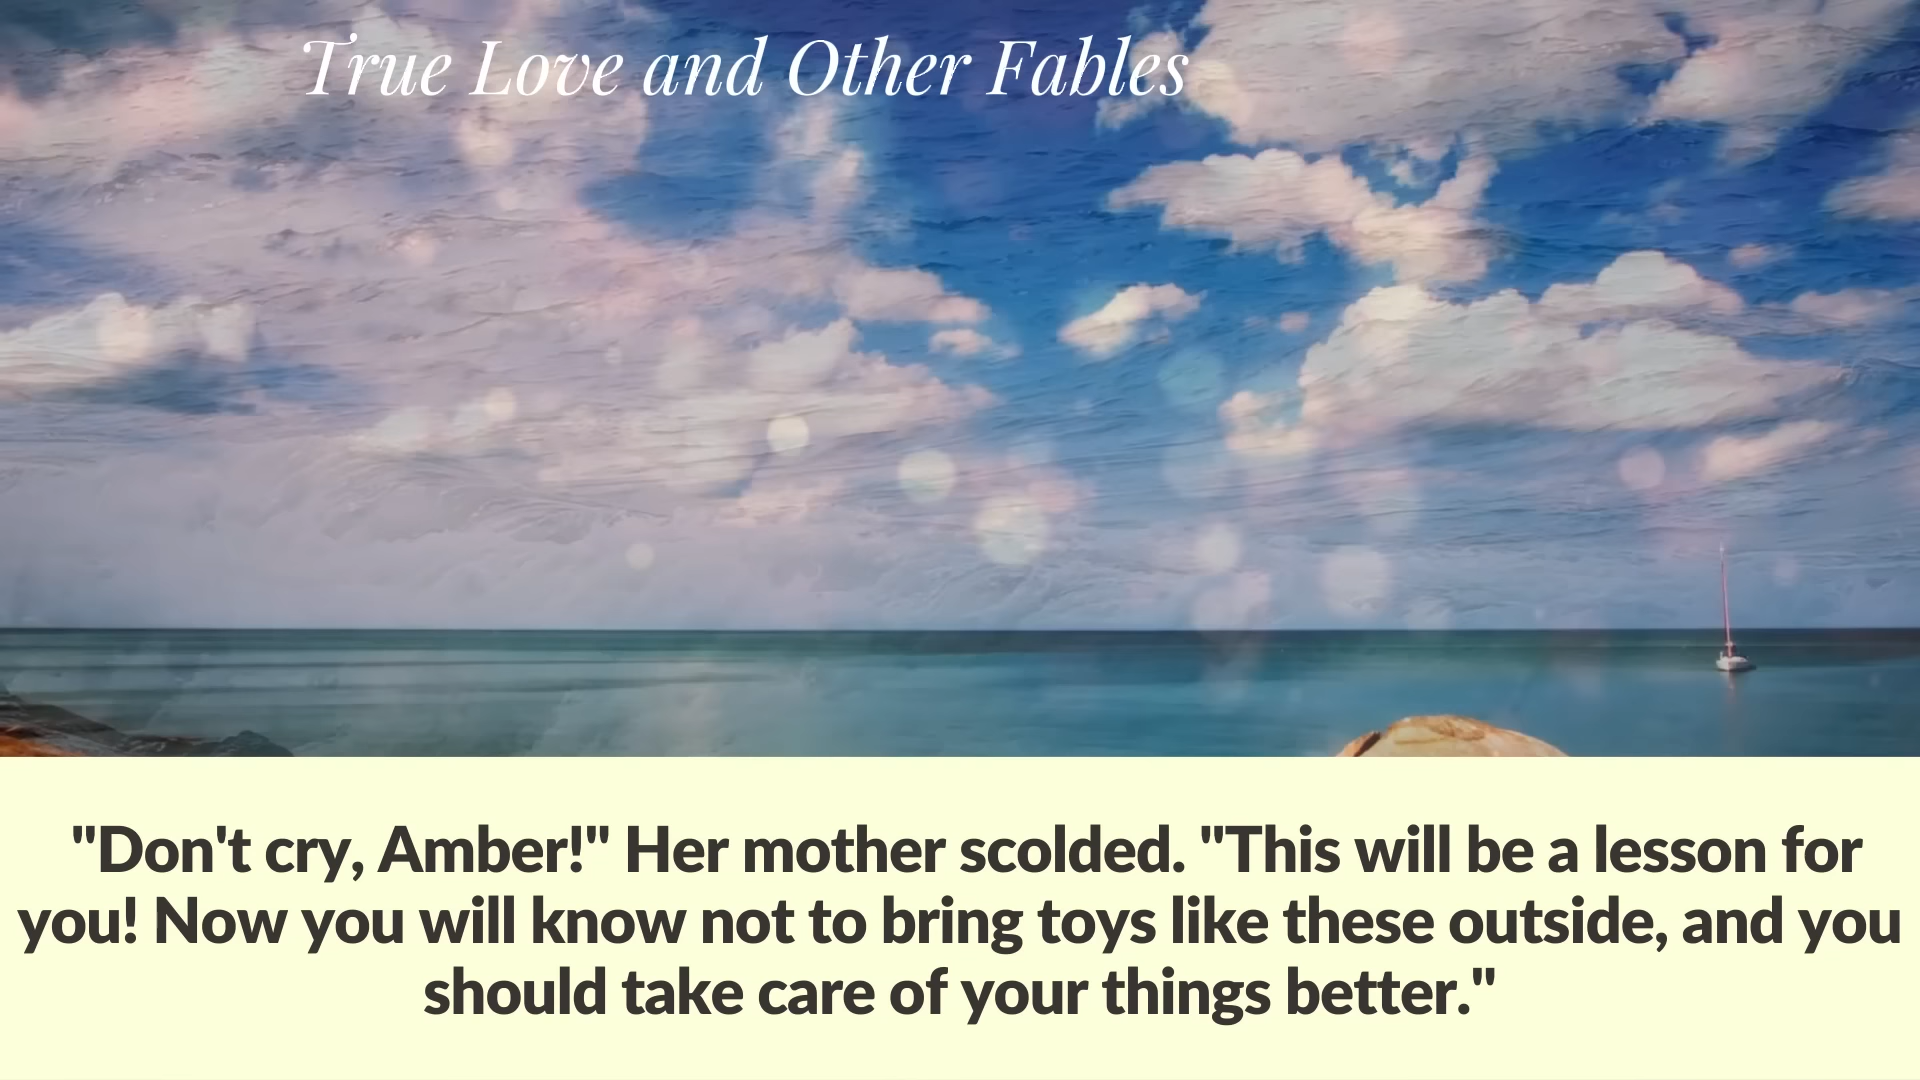 True Love and Other Fables
"Don't cry, Amber!" Her mother scolded. "This will be a lesson for
you! Now you will know not to bring toys like these outside, and you
should take care of your things better."